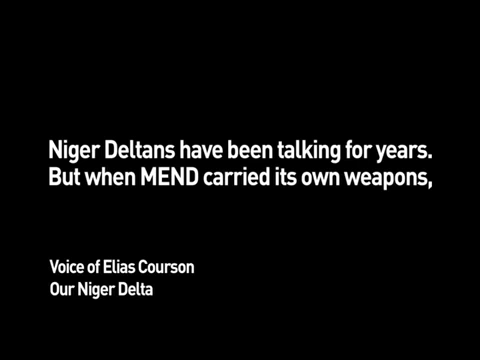 Niger Deltans have been talking for years.
But when MEND carried its own weapons,
Voice of Elias Courson
Our Niger Delta